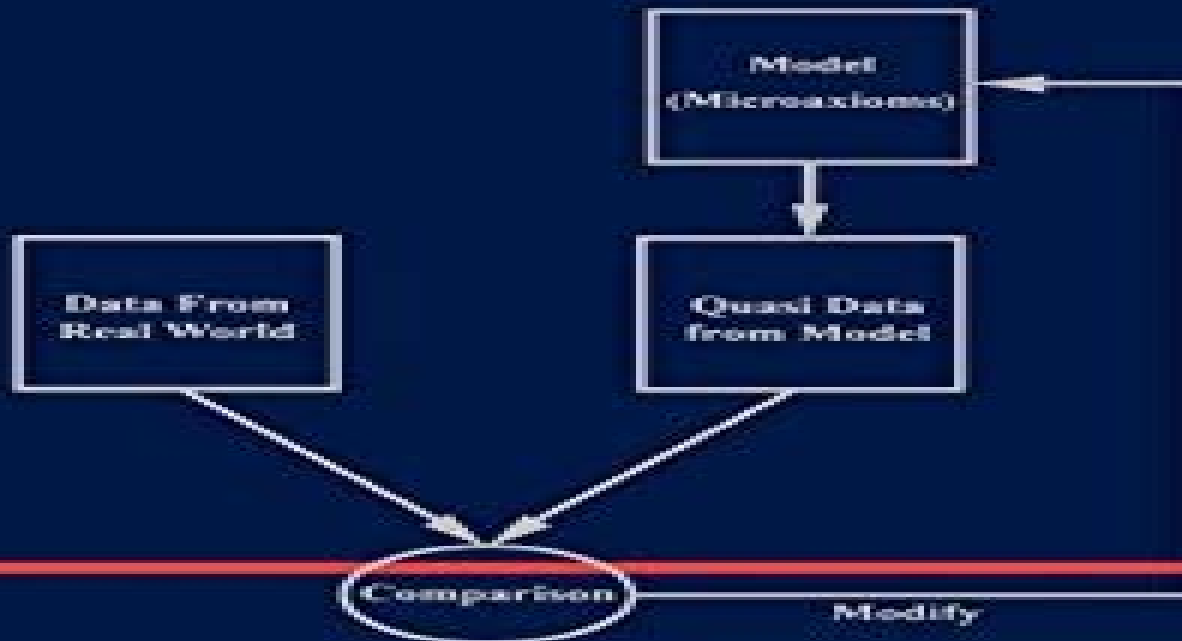 Model
(Microaxioms)
Data From
Real World
Quasi Data
from Model
Comparison
Modify